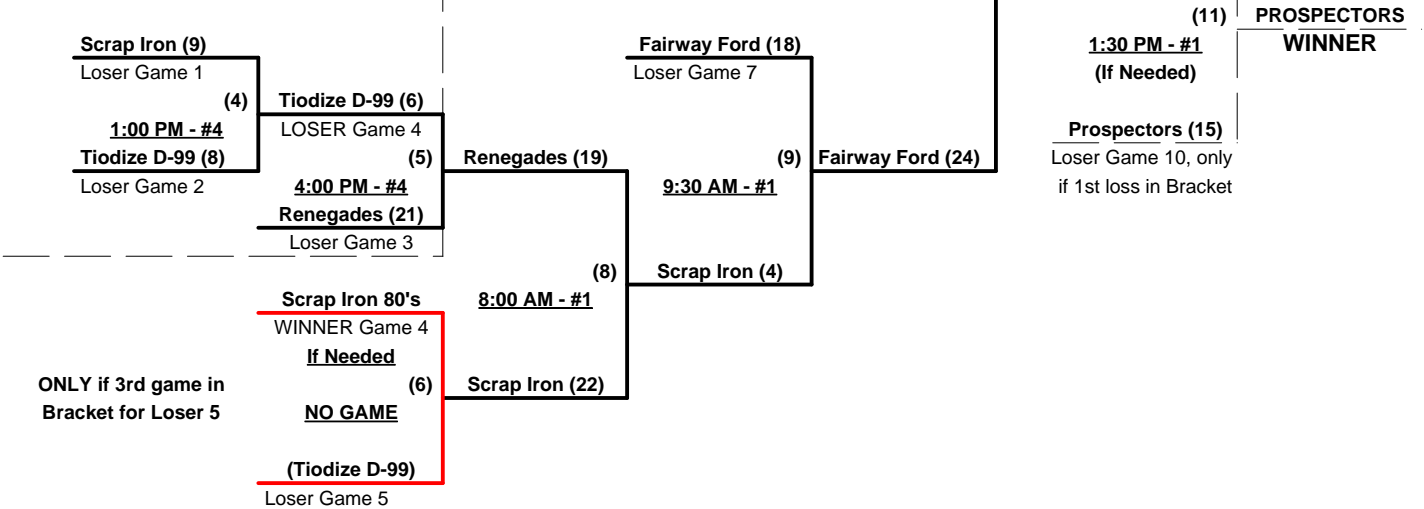 (11)
PROSPECTORS
Scrap Iron (9)
Fairway Ford (18)
1:30 PM - #1
WINNER
Loser Game 1
Loser Game 7
(If Needed)
(4)
Tiodize D-99 (6)
1:00 PM - #4
LOSER Game 4
Prospectors (15)
Tiodize D-99 (8)
(5)
Renegades (19)
(9)
Fairway Ford (24)
Loser Game 10, only
Loser Game 2
4:00 PM - #4
9:30 AM - #1
if 1st loss in Bracket
Renegades (21)
Loser Game 3
(8)
Scrap Iron (4)
Scrap Iron 80's
8:00 AM - #1
WINNER Game 4
If Needed
ONLY if 3rd game in
(6)
Scrap Iron (22)
Bracket for Loser 5
NO GAME
(Tiodize D-99)
Loser Game 5